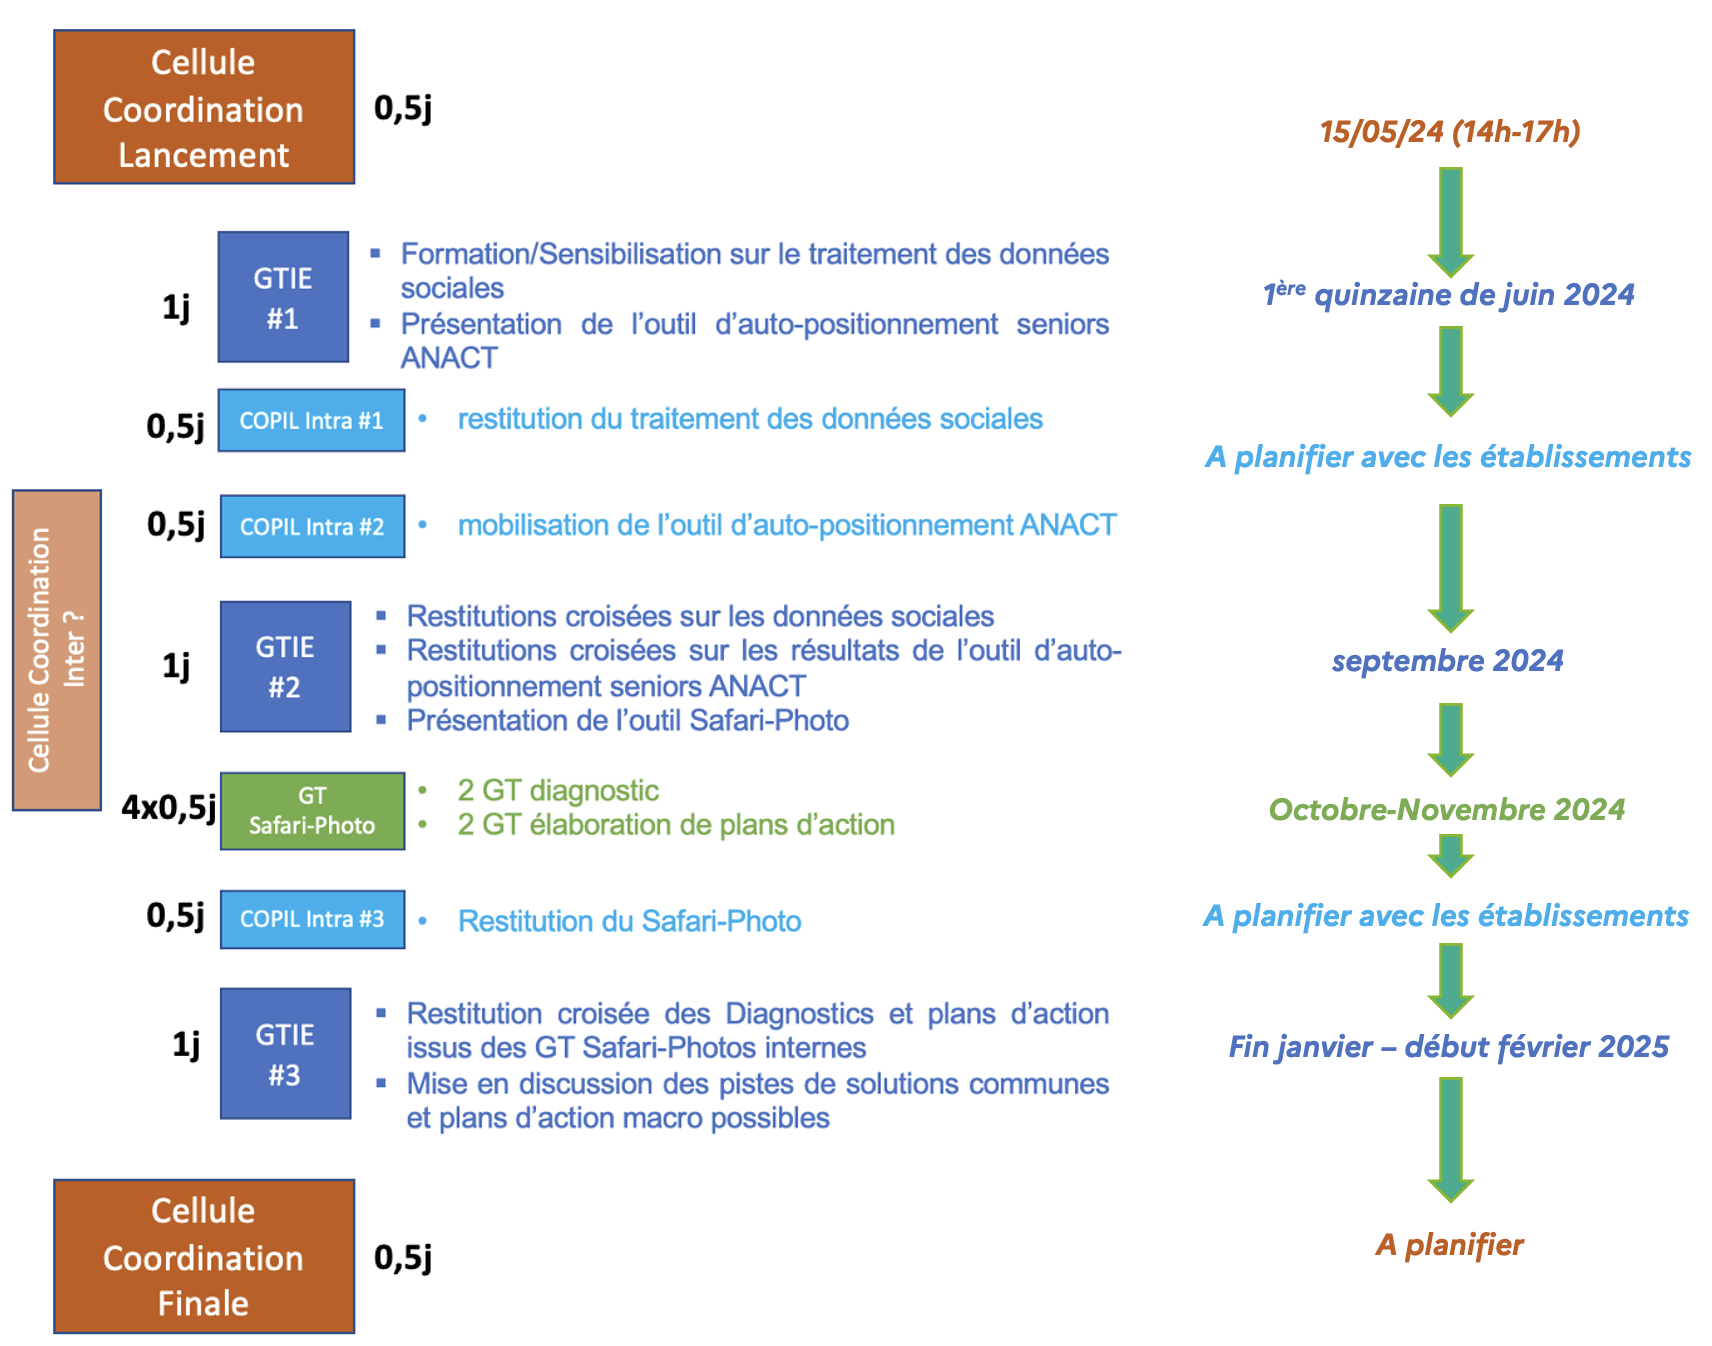 Cellule
Coordination
Lancement
0,5j
15/05/24 (14h-17h)
1j
GTIE
#1
▪ Formation/Sensibilisation sur le traitement des données
sociales
▪ Présentation de l’outil d’auto-positionnement seniors
ANACT
1ère quinzaine de juin 2024
0,5j
COPIL Intra #1
• restitution du traitement des données sociales
A planifier avec les établissements
Cellule Coordination
Inter ?
0,5j
COPIL Intra #2
• mobilisation de l’outil d’auto-positionnement ANACT
1j
GTIE
#2
▪ Restitutions croisées sur les données sociales
▪ Restitutions croisées sur les résultats de l’outil d’auto-
positionnement seniors ANACT
▪ Présentation de l’outil Safari-Photo
septembre 2024
4x0,5j
GT
Safari-Photo
• 2 GT diagnostic
• 2 GT élaboration de plans d’action
Octobre-Novembre 2024
0,5j
COPIL Intra #3
• Restitution du Safari-Photo
A planifier avec les établissements
1j
GTIE
#3
▪ Restitution croisée des Diagnostics et plans d’action
issus des GT Safari-Photos internes
▪ Mise en discussion des pistes de solutions communes
et plans d’action macro possibles
Fin janvier – début février 2025
Cellule
Coordination
Finale
0,5j
A planifier